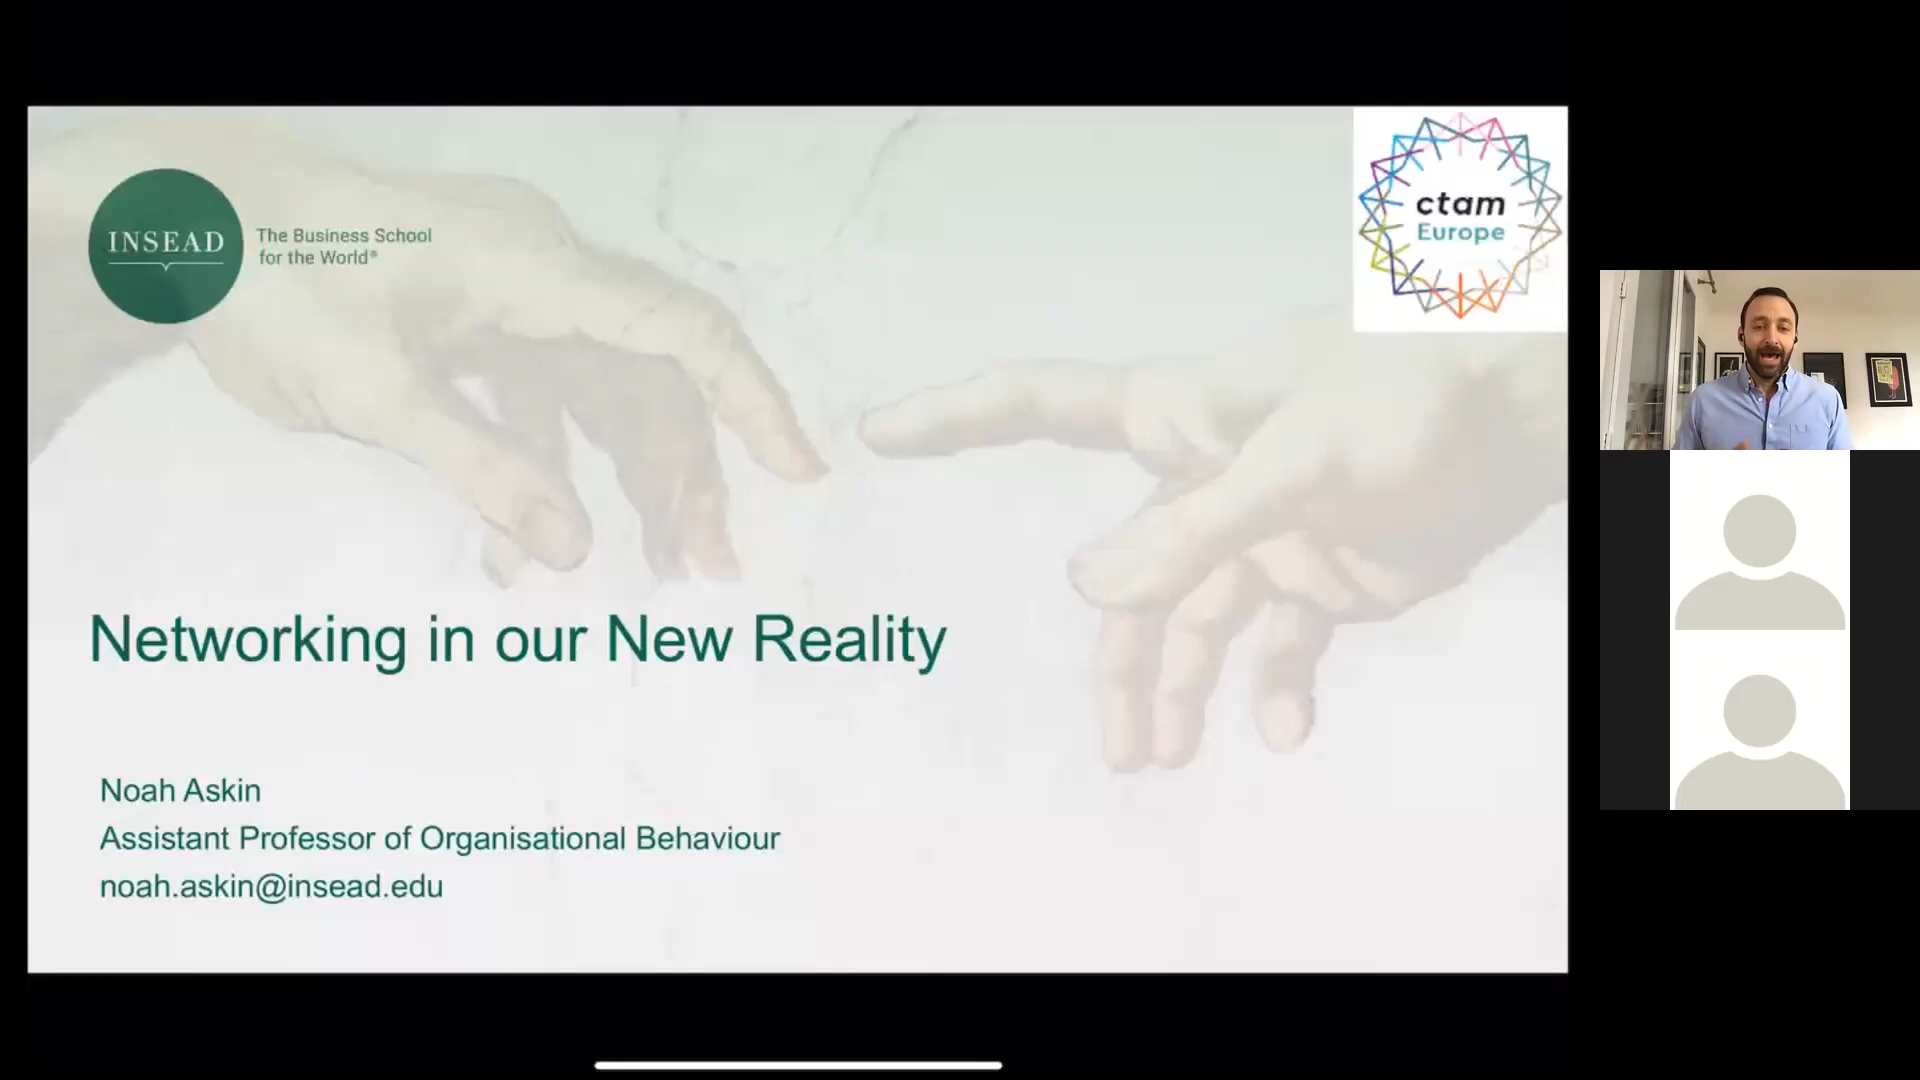 INSEAD
The Business School
for the World®
ctam
Europe
Networking in our New Reality
Noah Askin
Assistant Professor of Organisational Behaviour
noah.askin@insead.edu